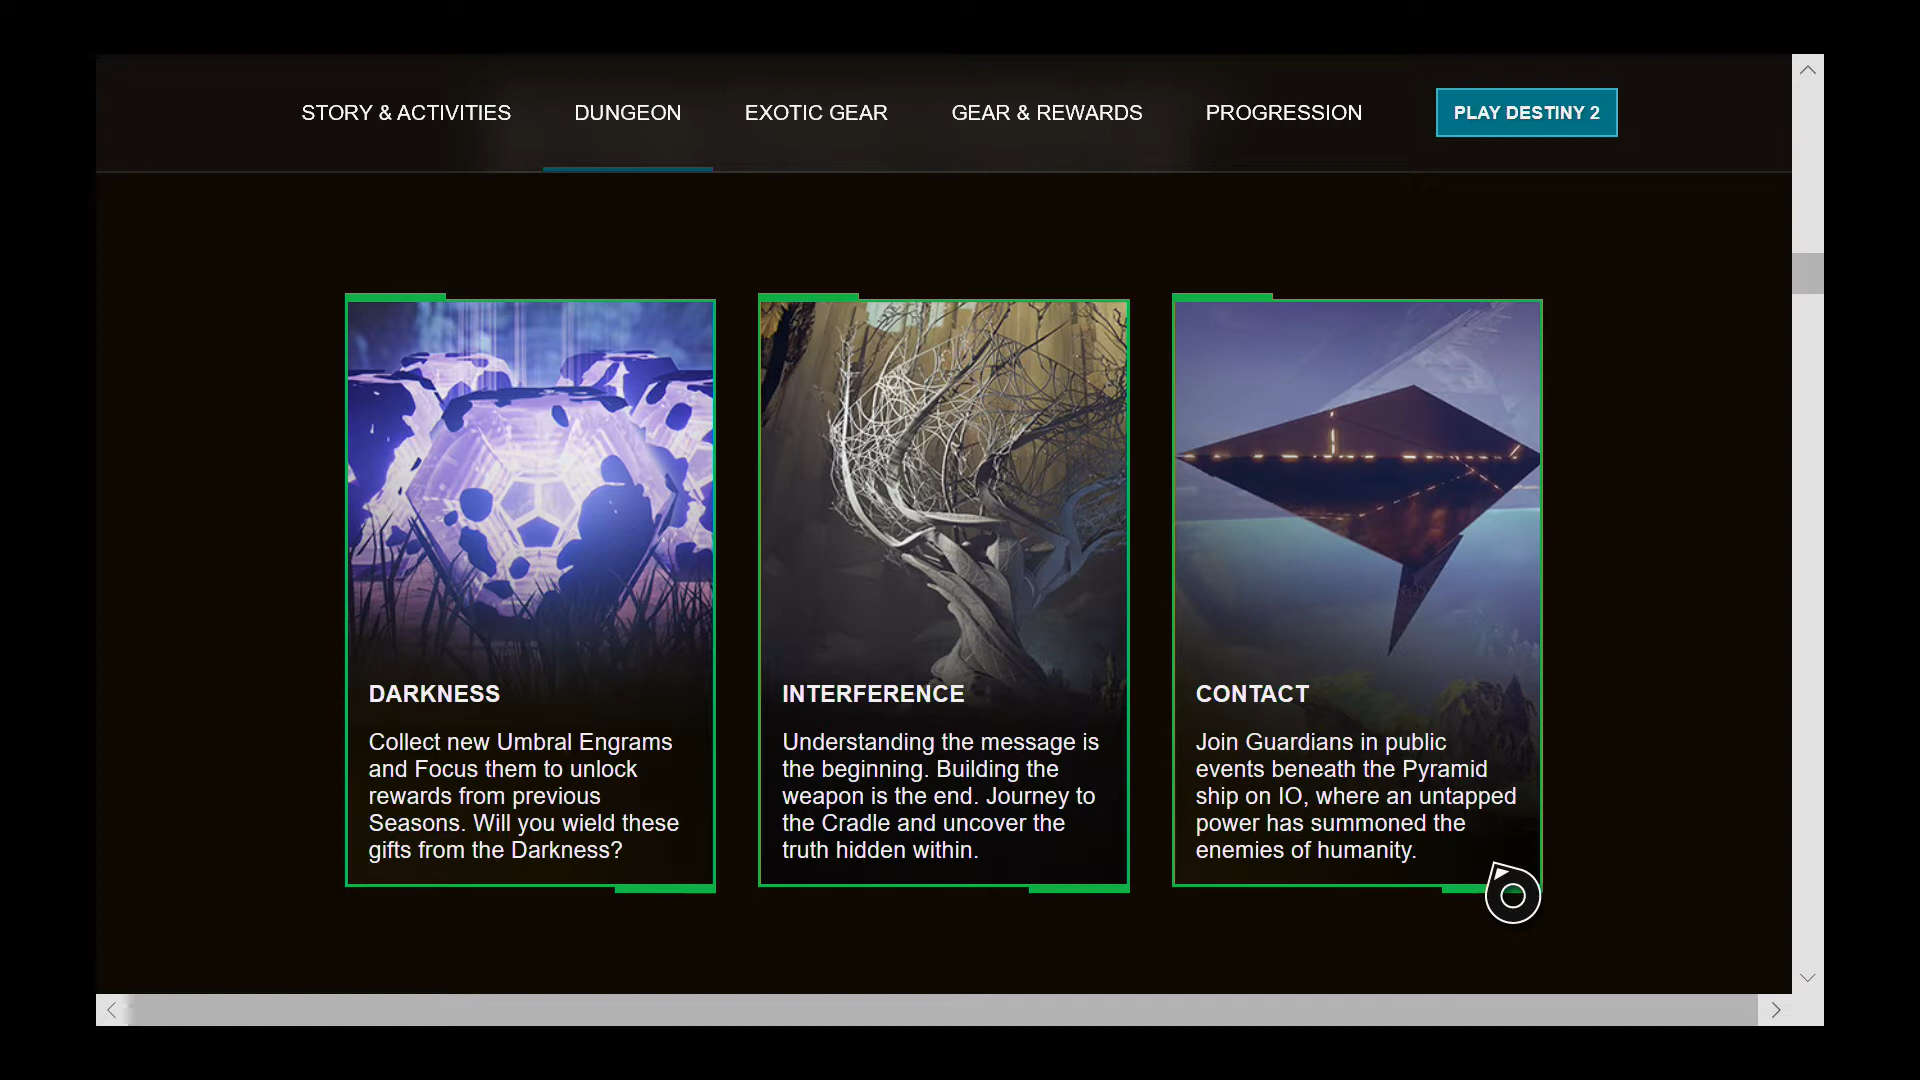 STORY & ACTIVITIES DUNGEON EXOTIC GEAR GEAR & REWARDS PROGRESSION PLAY DESTINY 2
DARKNESS
Collect new Umbral Engrams
and Focus them to unlock
rewards from previous
Seasons. Will you wield these
gifts from the Darkness?
INTERFERENCE
Understanding the message is
the beginning. Building the
weapon is the end. Journey to
the Cradle and uncover the
truth hidden within.
CONTACT
Join Guardians in public
events beneath the Pyramid
ship on IO, where an untapped
power has summoned the
enemies of humanity.